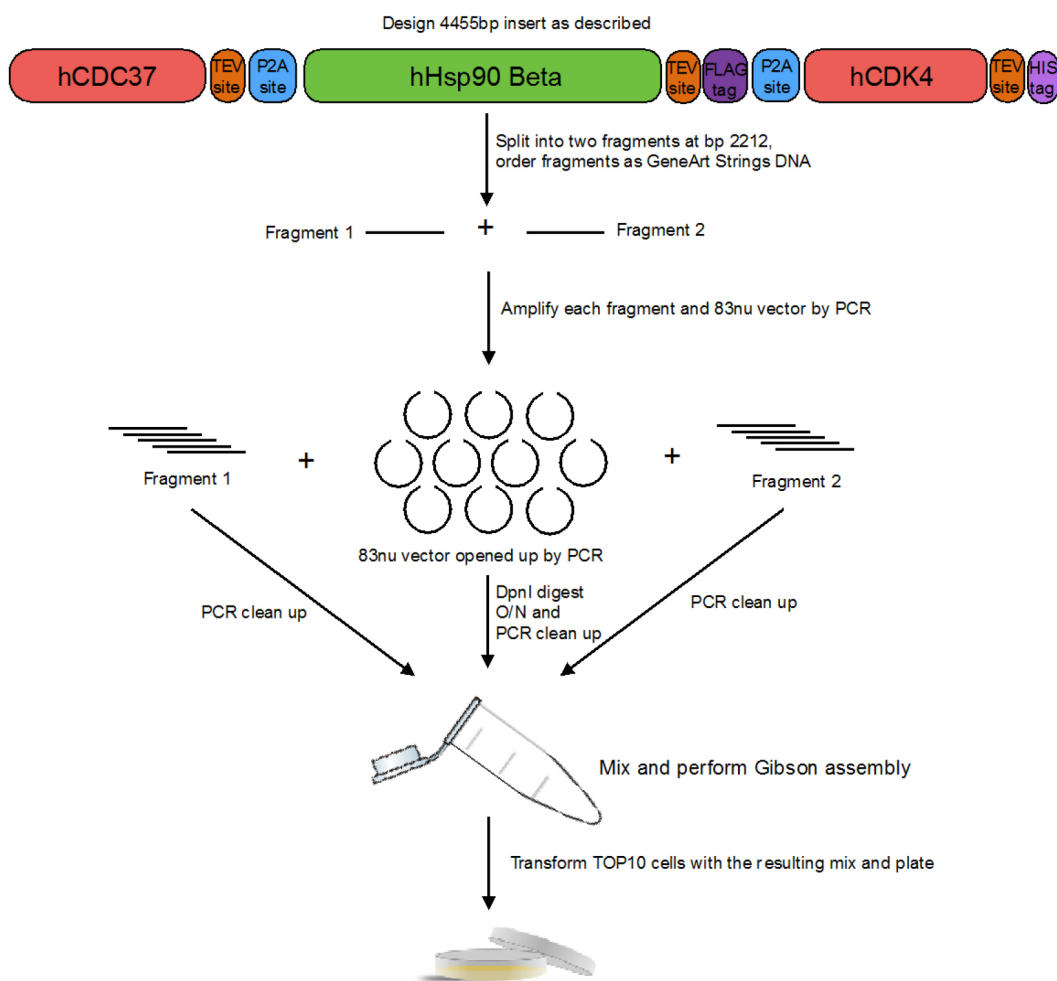 Design 4455bp insert as described
hCDC37
TEV
site
P2A
site
hHsp90 Beta
TEV
site
FLAG
tag
P2A
site
hCDK4
TEV
site
HIS
tag
Split into two fragments at bp 2212,
order fragments as GeneArt Strings DNA
Fragment 1
+
Fragment 2
Amplify each fragment and 83nu vector by PCR
Fragment 1
+
+
Fragment 2
83nu vector opened up by PCR
PCR clean up
DpnI digest
O/N and
PCR clean up
PCR clean up
Mix and perform Gibson assembly
Transform TOP10 cells with the resulting mix and plate